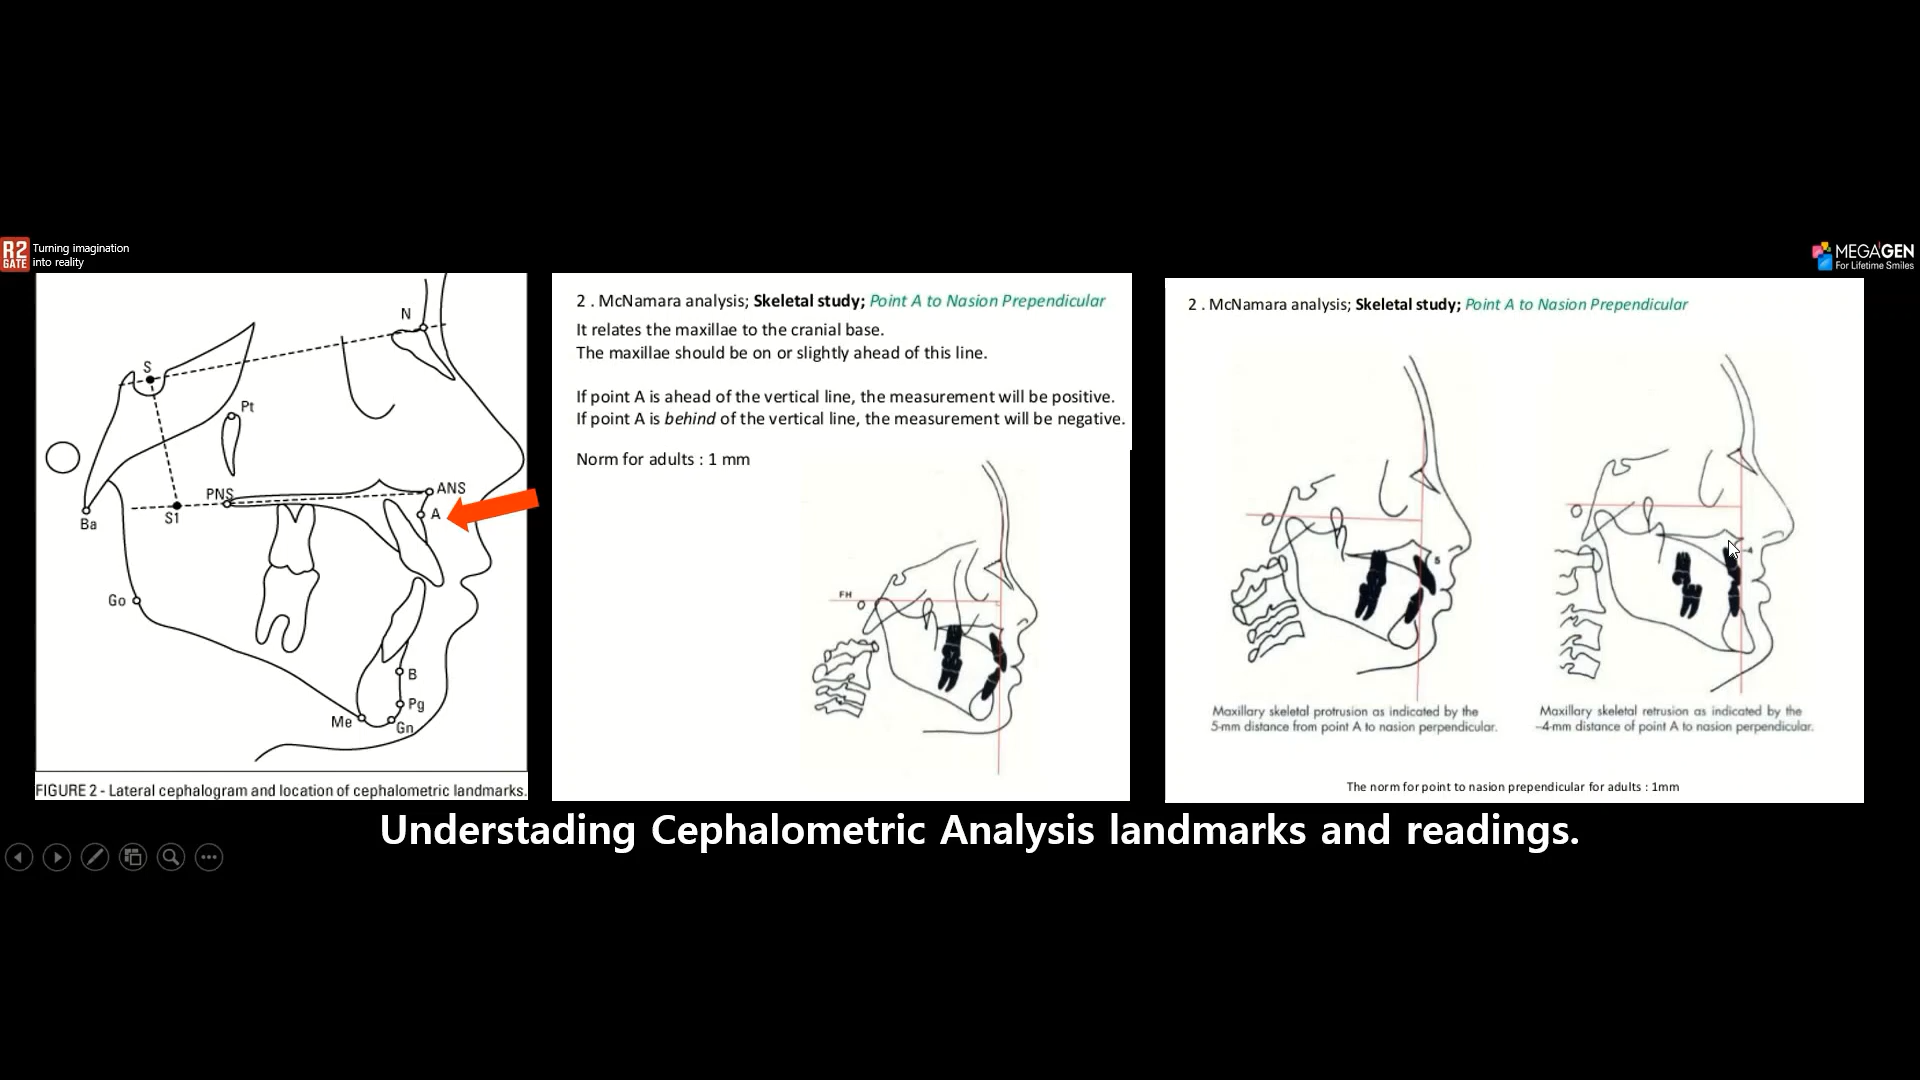 R2
GATE
Turning imagination
into reality
MEGA'GEN
For Lifetime Smiles
N
S
Pt
PNS
ANS
A
S1
Ba
Go
B
Pg
Me
Gn
FIGURE 2 - Lateral cephalogram and location of cephalometric landmarks.
2 . McNamara analysis; Skeletal study; Point A to Nasion Prependicular
It relates the maxillae to the cranial base.
The maxillae should be on or slightly ahead of this line.
If point A is ahead of the vertical line, the measurement will be positive.
If point A is behind of the vertical line, the measurement will be negative.
Norm for adults : 1 mm
FH
2 . McNamara analysis; Skeletal study; Point A to Nasion Prependicular
5
-4
Maxillary skeletal protrusion as indicated by the
5-mm distance from point A to nasion perpendicular.
Maxillary skeletal retrusion as indicated by the
-4-mm distance of point A to nasion perpendicular.
The norm for point to nasion prependicular for adults : 1mm
Understading Cephalometric Analysis landmarks and readings.